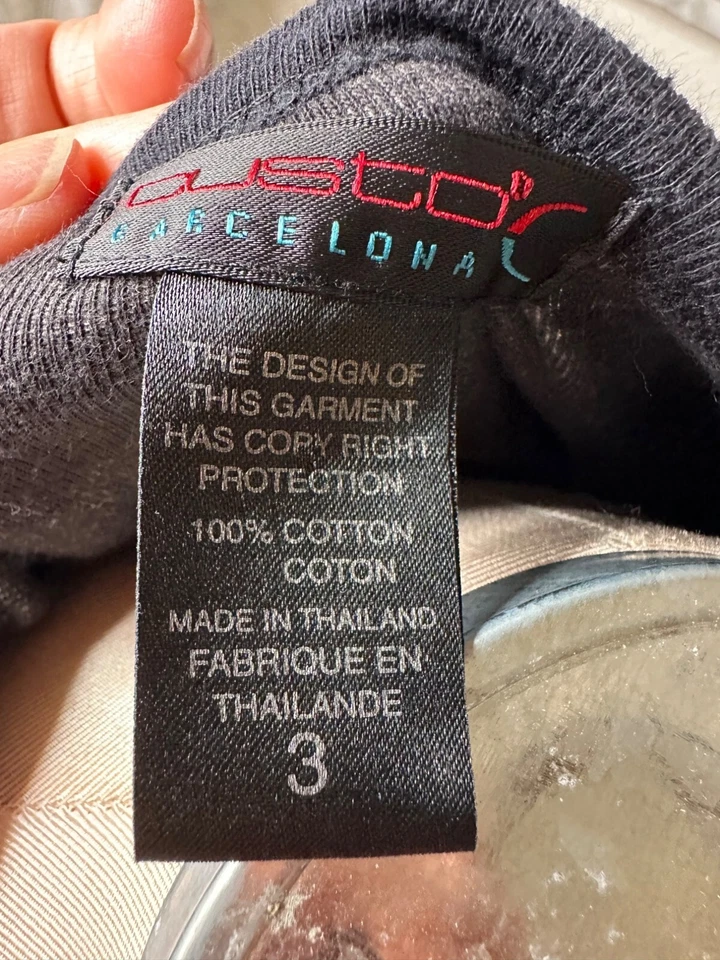 custo
BARCELONA
THE DESIGN OF
THIS GARMENT
HAS COPY RIGHT
PROTECTION
100% COTTON
COTON
MADE IN THAILAND
FABRIQUE EN
THAILANDE
3